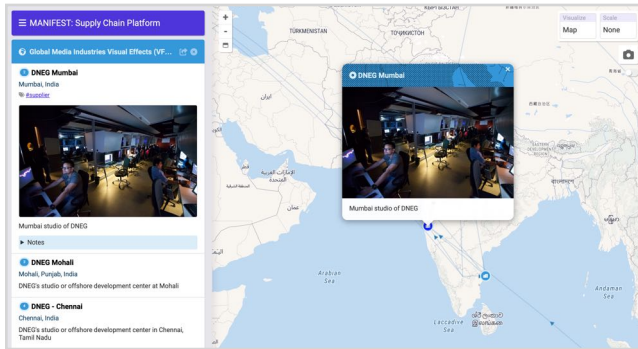 MANIFEST: Supply Chain Platform
Global Media Industries Visual Effects (VF...
DNEG Mumbai
Mumbai, India
#supplier
Mumbai studio of DNEG
Notes
DNEG Mohali
Mohali, Punjab, India
DNEG's studio or offshore development center at Mohali
DNEG - Chennai
Chennai, India
DNEG's studio or offshore development center in Chennai,
Tamil Nadu
+
-
TÜRKMENISTAN
ТОҶИКИСТОН
Visualize
Map
Scale
None
DNEG Mumbai
Mumbai studio of DNEG
ایران
الإمارات العربية
المتحدة
عمان
Arabian
Sea
Laccadive
Sea
Andaman
Sea